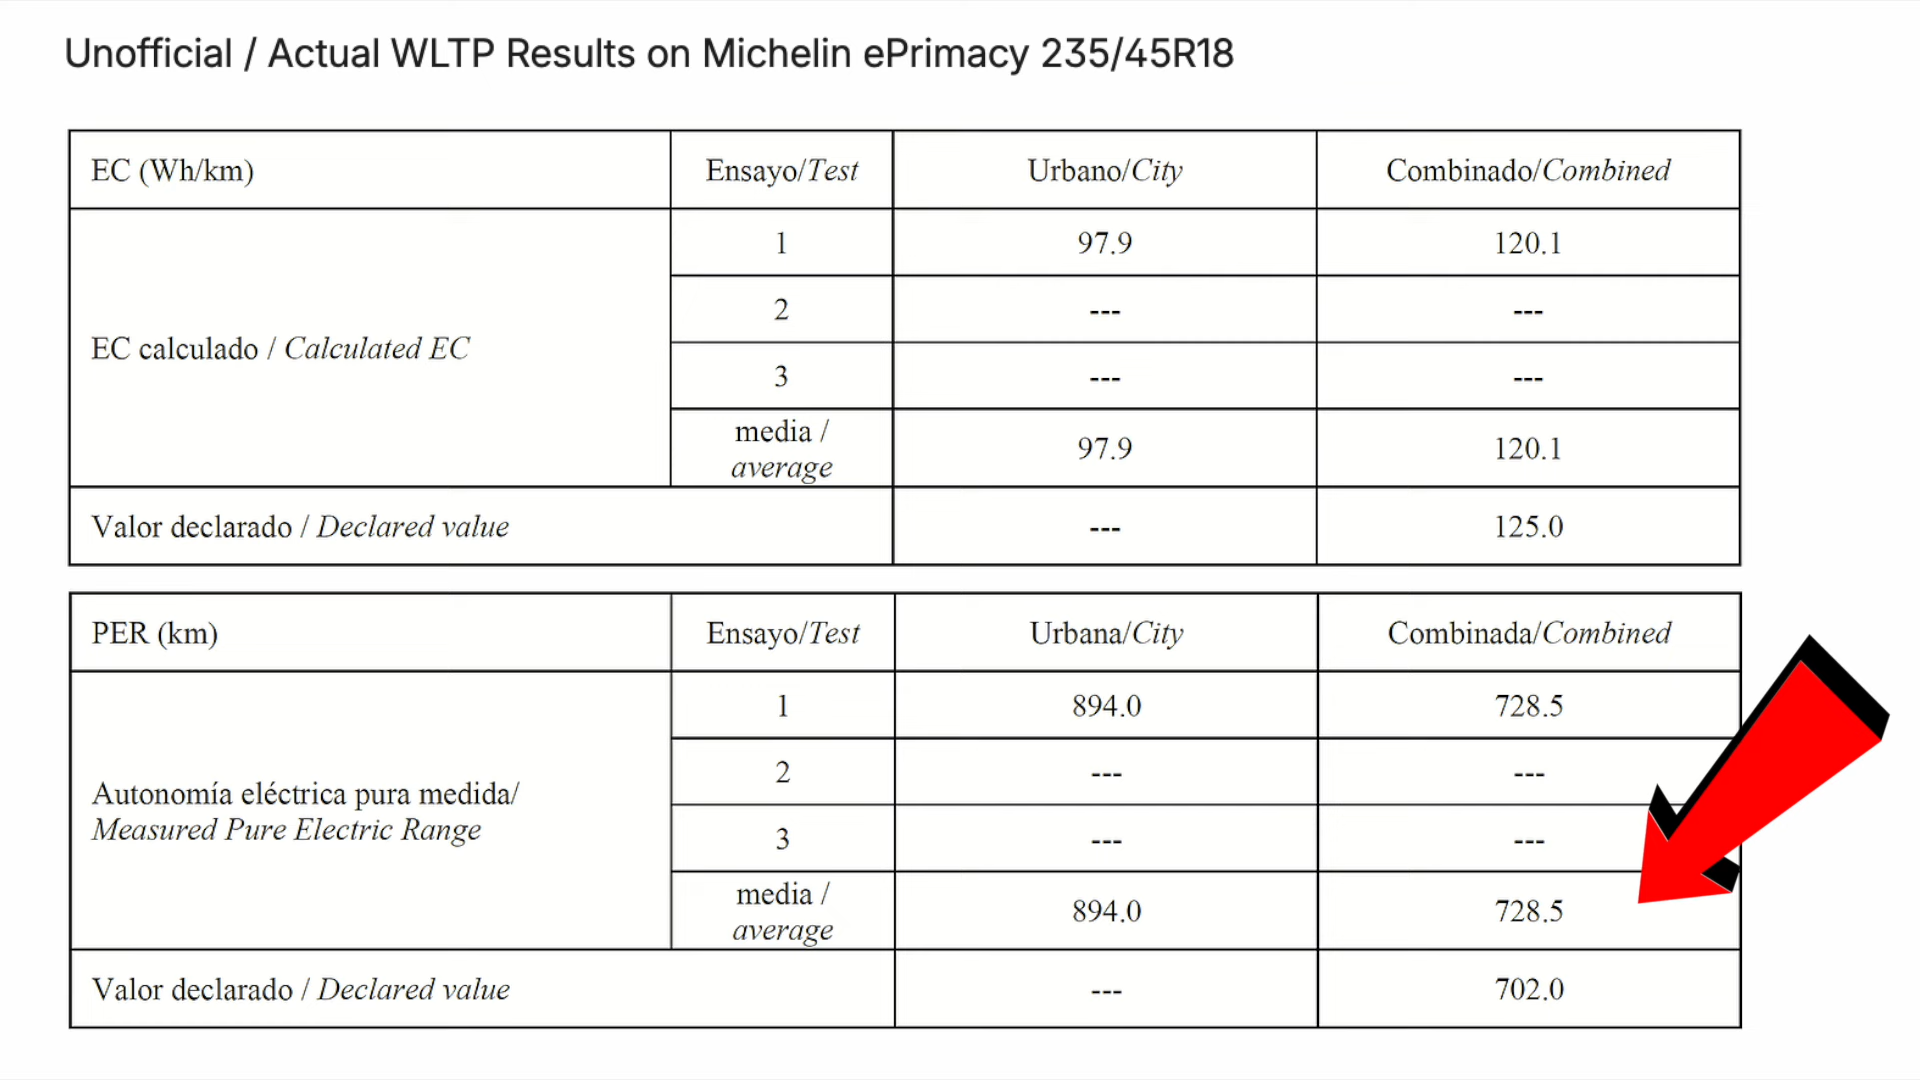 Unofficial / Actual WLTP Results on Michelin ePrimacy 235/45R18
EC (Wh/km) Ensayo/Test Urbano/City Combinado/Combined
EC calculado / Calculated EC
1 97.9 120.1
2 --- ---
3 --- ---
media /
average
97.9 120.1
Valor declarado / Declared value --- 125.0
PER (km) Ensayo/Test Urbana/City Combinada/Combined
Autonomía eléctrica pura medida/
Measured Pure Electric Range
1 894.0 728.5
2 --- ---
3 --- ---
media /
average
894.0 728.5
Valor declarado / Declared value --- 702.0